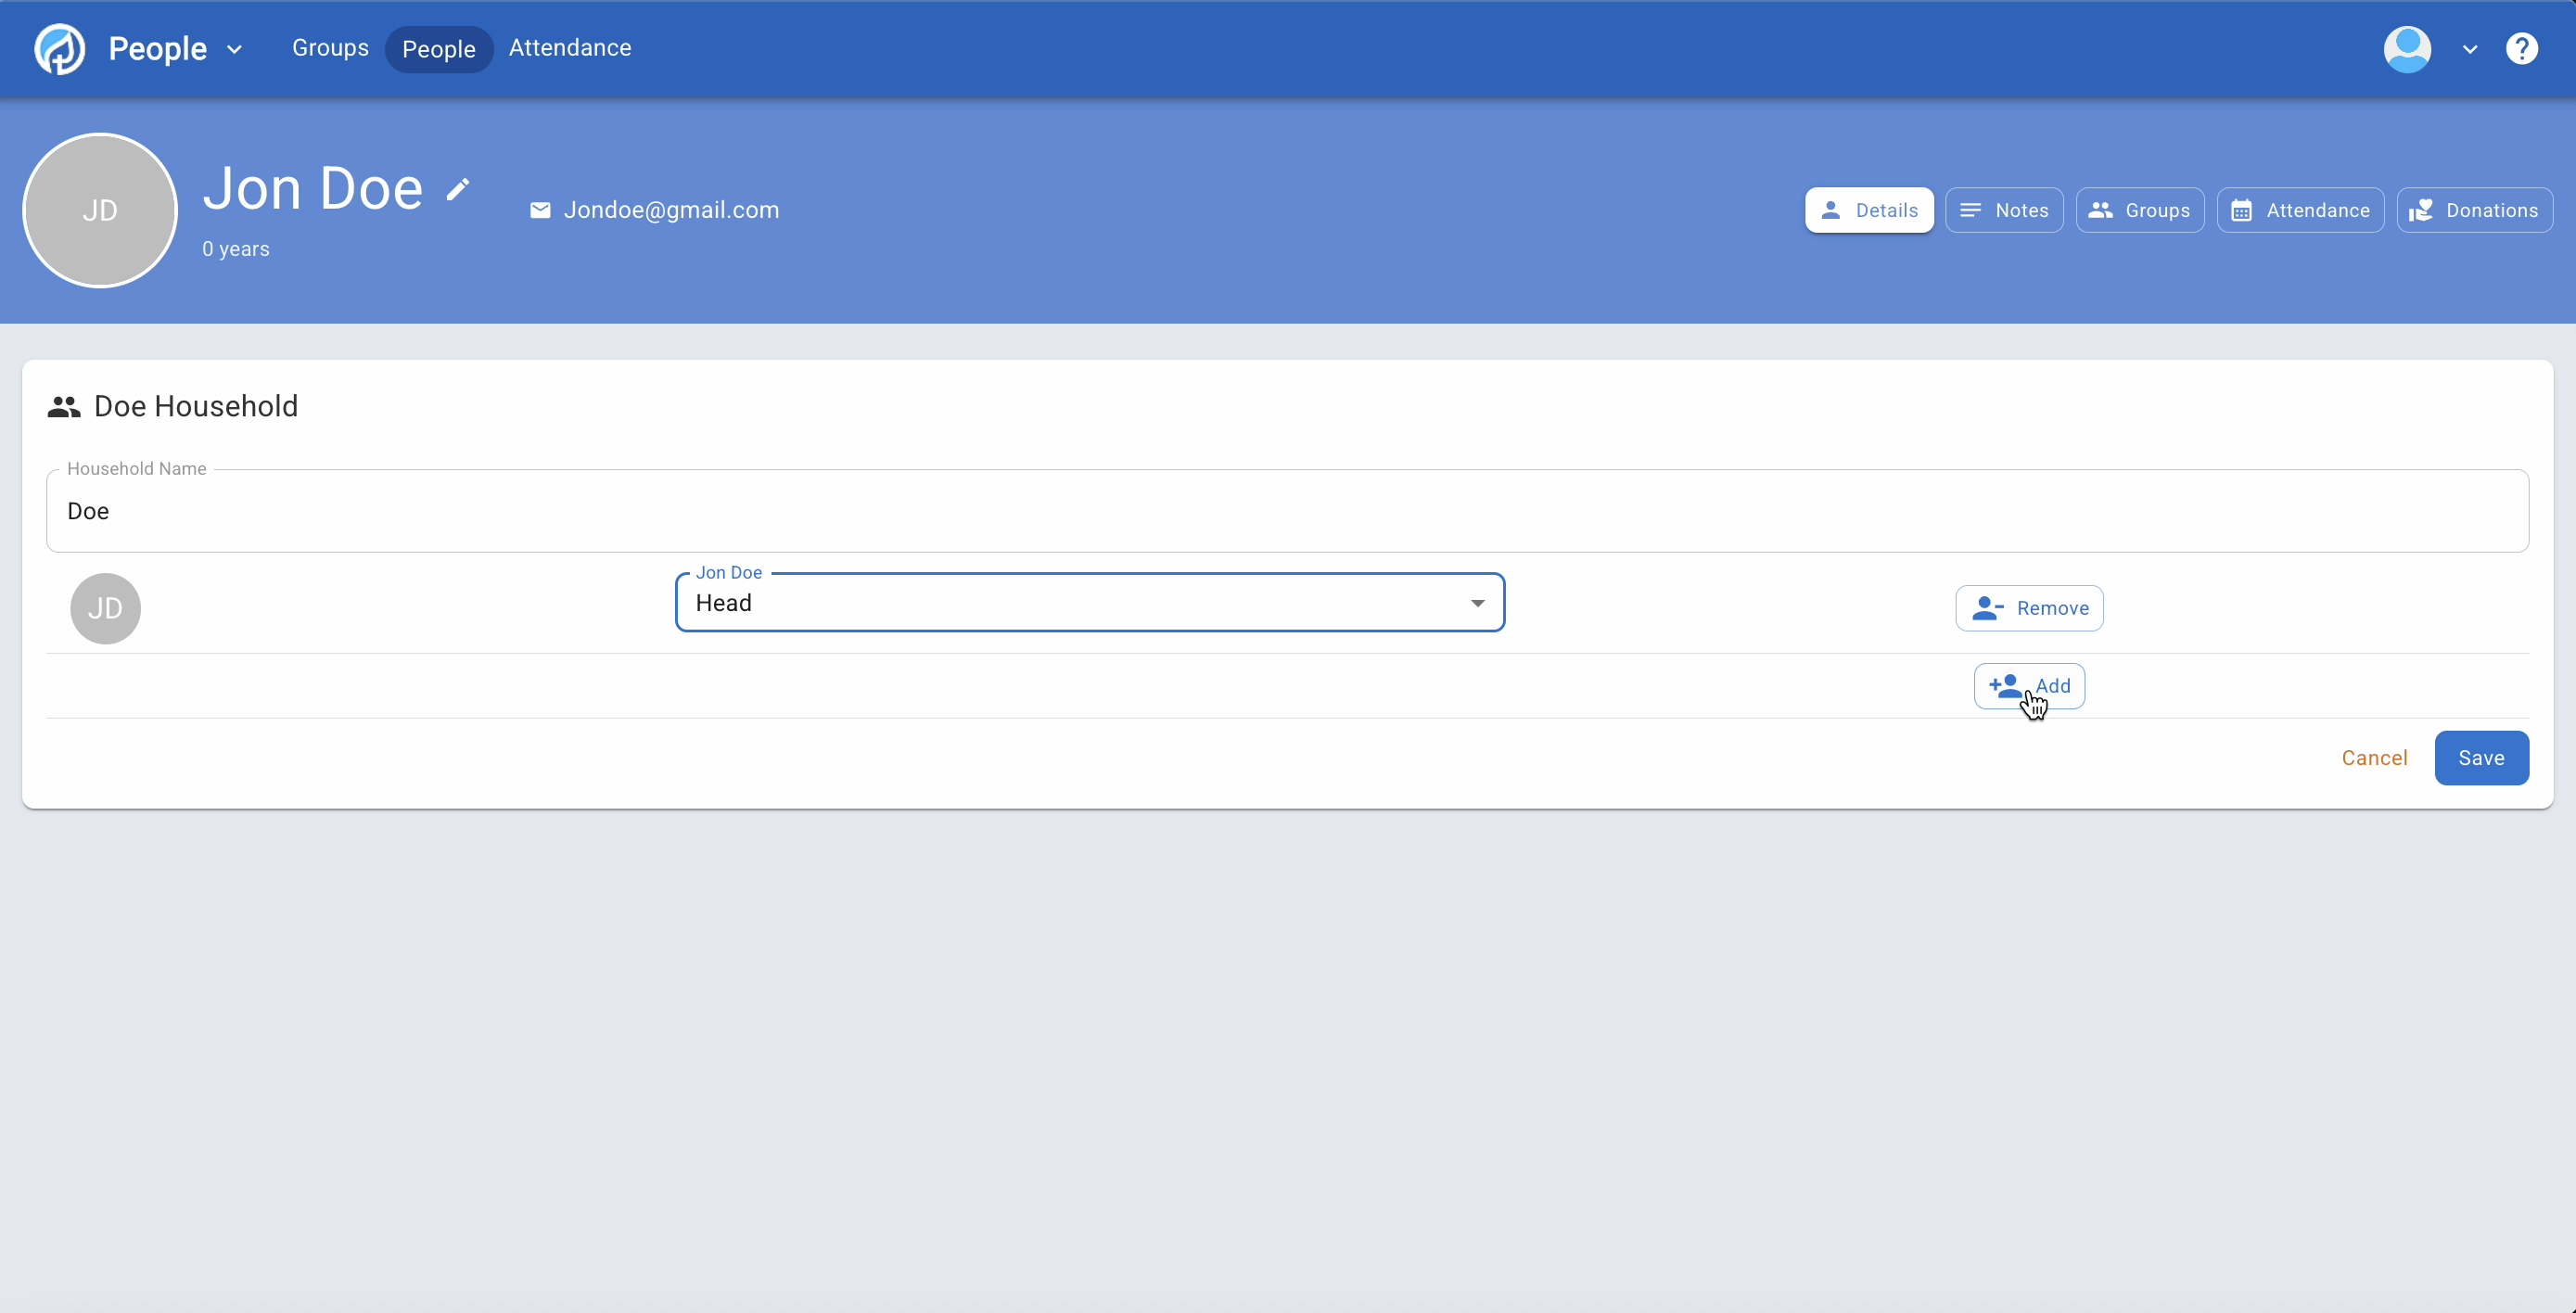 People Groups People Attendance ?
JD Jon Doe
0 years
Jondoe@gmail.com
Details Notes Groups Attendance Donations
Doe Household
Household Name
Doe
JD
Jon Doe
Head
Remove
Add
Cancel Save